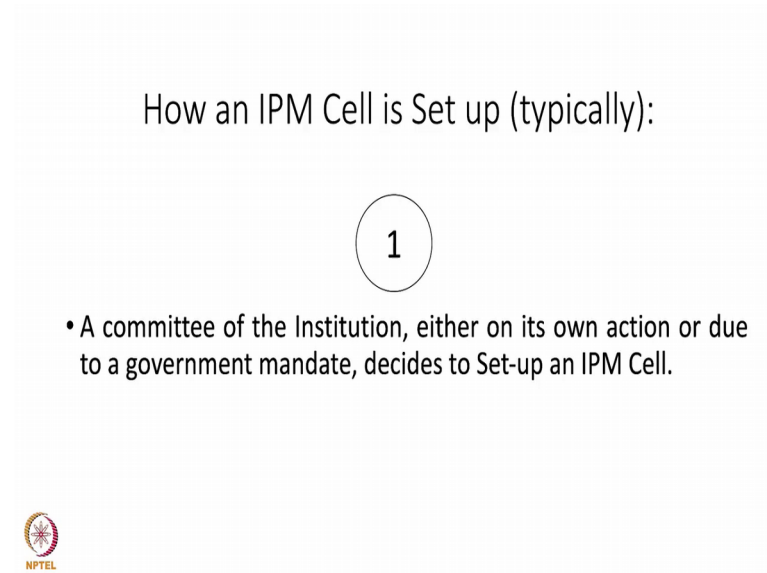 How an IPM Cell is Set up (typically):
1
• A committee of the Institution, either on its own action or due
to a government mandate, decides to Set-up an IPM Cell.
NPTEL